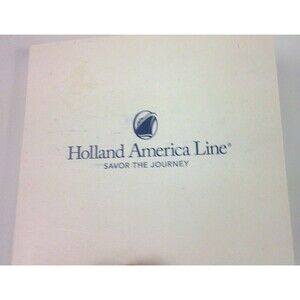 Holland America Line®
SAVOR THE JOURNEY